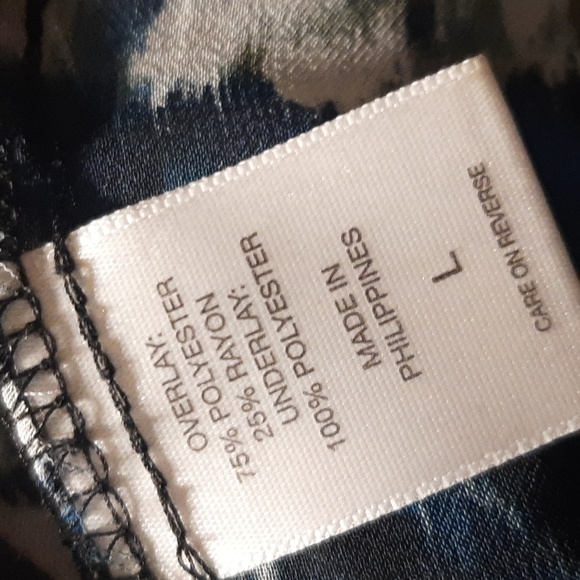 OVERLAY:
75% POLYESTER
25% RAYON
UNDERLAY:
100% POLYESTER
MADE IN
PHILIPPINES
L
CARE ON REVERSE